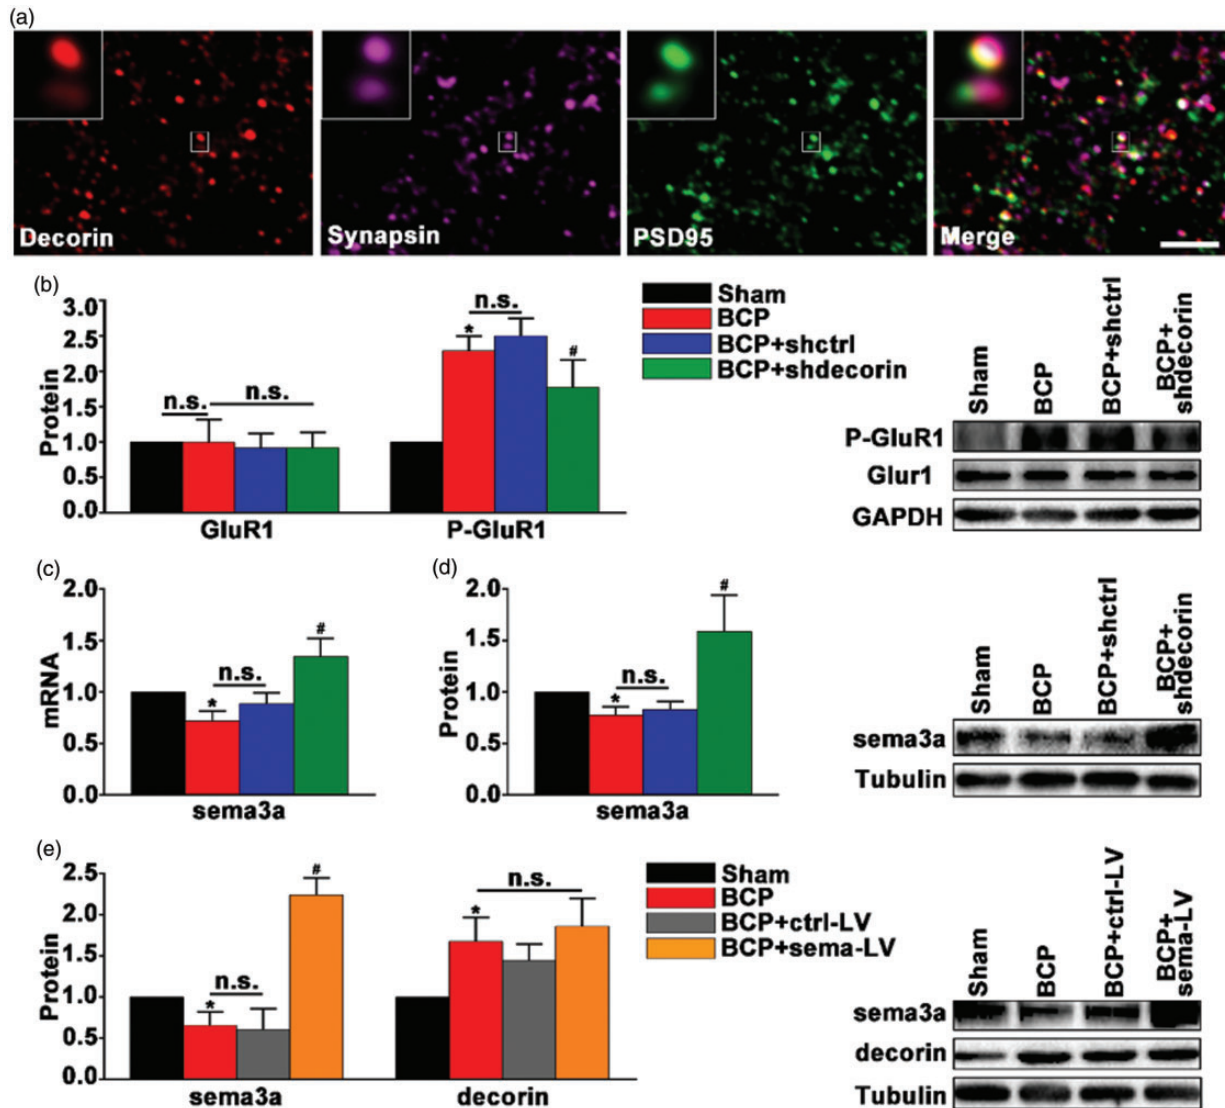 (a)
Decorin
Synapsin
PSD95
Merge
(b)
Protein
3.0
2.5
2.0
1.5
1.0
0.5
0.0
n.s.
n.s.
n.s.
*
#
GluR1
P-GluR1
Sham
BCP
BCP+shctrl
BCP+shdecorin
Sham
BCP
BCP+shctrl
BCP+
shdecorin
P-GluR1
Glur1
GAPDH
(c)
mRNA
2.0
1.5
1.0
0.5
0.0
n.s.
*
#
sema3a
(d)
Protein
2.0
1.5
1.0
0.5
0.0
n.s.
*
#
sema3a
Sham
BCP
BCP+shctrl
BCP+
shdecorin
sema3a
Tubulin
(e)
Protein
2.5
2.0
1.5
1.0
0.5
0.0
n.s.
*
#
n.s.
*
sema3a
decorin
Sham
BCP
BCP+ctrl-LV
BCP+sema-LV
Sham
BCP
BCP+ctrl-LV
BCP+
sema-LV
sema3a
decorin
Tubulin